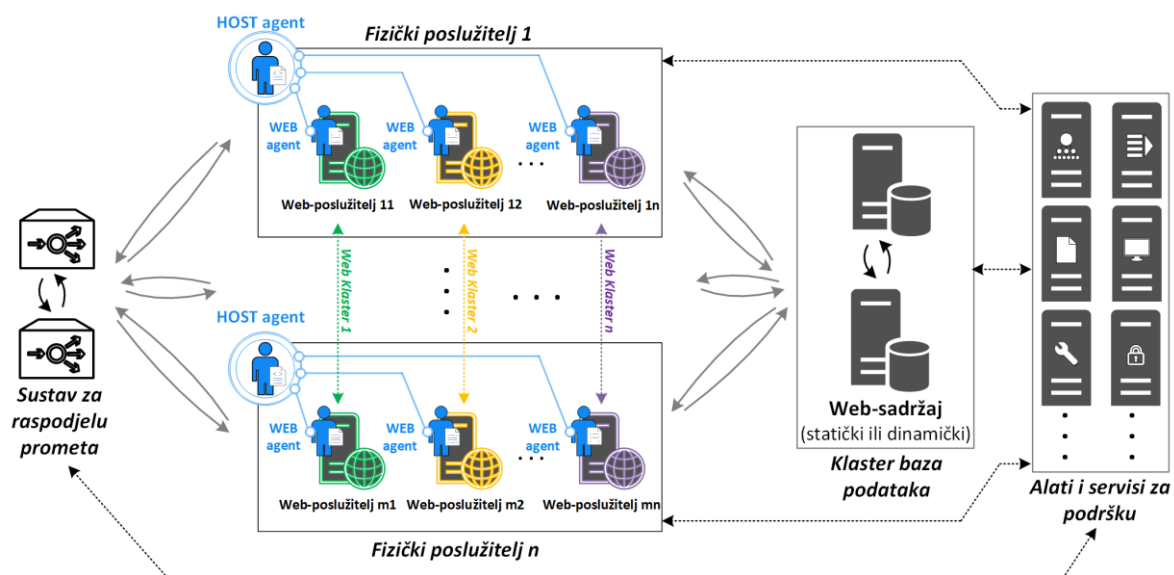 HOST agent
Fizički poslužitelj 1
WEB
agent
WEB
agent
WEB
agent
. . .
Web-poslužitelj 11
Web-poslužitelj 12
Web-poslužitelj 1n
Web Klaster 1
Web Klaster 2
Web Klaster n
. . .
HOST agent
WEB
agent
WEB
agent
WEB
agent
. . .
Web-poslužitelj m1
Web-poslužitelj m2
Web-poslužitelj mn
Fizički poslužitelj n
Sustav za
raspodjelu
prometa
Web-sadržaj
(statički ili dinamički)
Klaster baza
podataka
Alati i servisi za
podršku